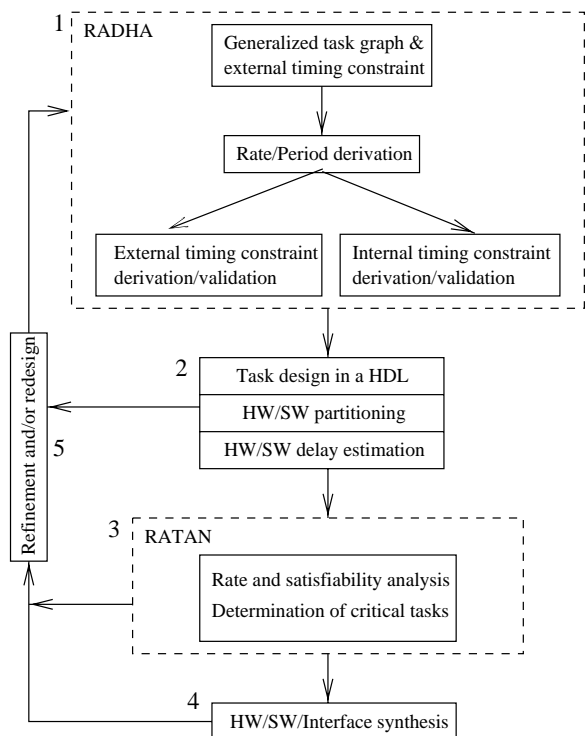 1
RADHA
Generalized task graph &
external timing constraint
Rate/Period derivation
External timing constraint
derivation/validation
Internal timing constraint
derivation/validation
2
Task design in a HDL
HW/SW partitioning
HW/SW delay estimation
Refinement and/or redesign
5
3
RATAN
Rate and satisfiability analysis
Determination of critical tasks
4
HW/SW/Interface synthesis